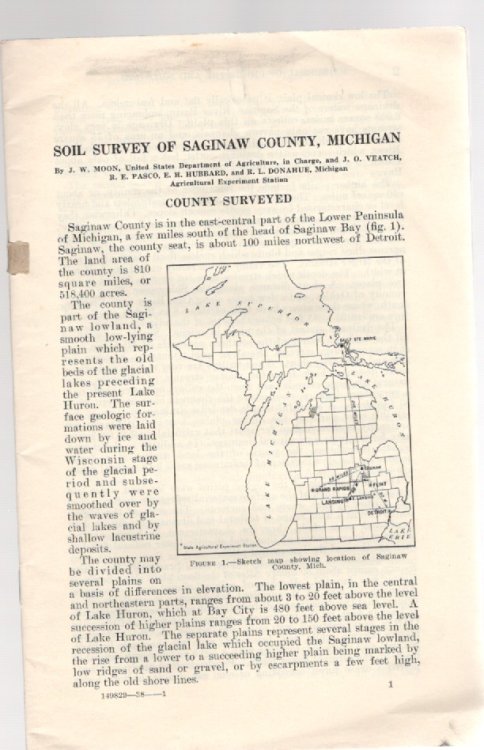 SOIL SURVEY OF SAGINAW COUNTY, MICHIGAN
By J. W. MOON, United States Department of Agriculture, in Charge, and J. O. VEATCH,
R. E. PASCO, E. H. HUBBARD, and R. L. DONAHUE, Michigan
Agricultural Experiment Station
COUNTY SURVEYED
Saginaw County is in the east-central part of the Lower Peninsula
of Michigan, a few miles south of the head of Saginaw Bay (fig. 1).
Saginaw, the county seat, is about 100 miles northwest of Detroit.
The land area of
the county is 810
square miles, or
518,400 acres.
The county is
part of the Sagi-
naw lowland, a
smooth low-lying
plain which rep-
resents the old
beds of the glacial
lakes preceding
the present Lake
Huron. The sur-
face geologic for-
mations were laid
down by ice and
water during the
Wisconsin stage
of the glacial pe-
riod and subse-
quently were
smoothed over by
the waves of gla-
cial lakes and by
shallow lacustrine
deposits.
The county may
be divided into
several plains on
LAKE SUPERIOR
LAKE MICHIGAN
LAKE HURON
SAGINAW
GRAND RAPIDS
FLINT
LANSING
DETROIT
LAKE
ERIE
* State Agricultural Experiment Station
FIGURE 1.—Sketch map showing location of Saginaw
County, Mich.
a basis of differences in elevation. The lowest plain, in the central
and northeastern parts, ranges from about 3 to 20 feet above the level
of Lake Huron, which at Bay City is 480 feet above sea level. A
succession of higher plains ranges from 20 to 150 feet above the level
of Lake Huron. The separate plains represent several stages in the
recession of the glacial lake which occupied the Saginaw lowland,
the rise from a lower to a succeeding higher plain being marked by
low ridges of sand or gravel, or by escarpments a few feet high,
along the old shore lines.
149829—38——1
1